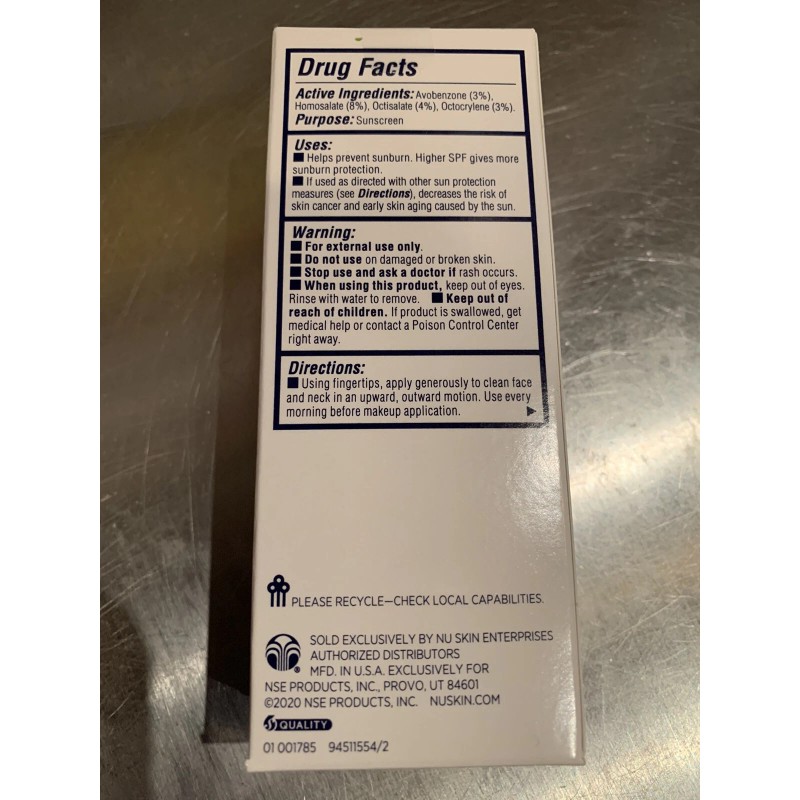 Drug Facts
Active Ingredients: Avobenzone (3%),
Homosalate (8%), Octisalate (4%), Octocrylene (3%).
Purpose: Sunscreen
Uses:
■ Helps prevent sunburn. Higher SPF gives more
sunburn protection.
■ If used as directed with other sun protection
measures (see Directions), decreases the risk of
skin cancer and early skin aging caused by the sun.
Warning:
■ For external use only.
■ Do not use on damaged or broken skin.
■ Stop use and ask a doctor if rash occurs.
■ When using this product, keep out of eyes.
Rinse with water to remove. ■ Keep out of
reach of children. If product is swallowed, get
medical help or contact a Poison Control Center
right away.
Directions:
■ Using fingertips, apply generously to clean face
and neck in an upward, outward motion. Use every
morning before makeup application.
PLEASE RECYCLE—CHECK LOCAL CAPABILITIES.
SOLD EXCLUSIVELY BY NU SKIN ENTERPRISES
AUTHORIZED DISTRIBUTORS
MFD. IN U.S.A. EXCLUSIVELY FOR
NSE PRODUCTS, INC., PROVO, UT 84601
©2020 NSE PRODUCTS, INC. NUSKIN.COM
6S QUALITY
01 001785 94511554/2